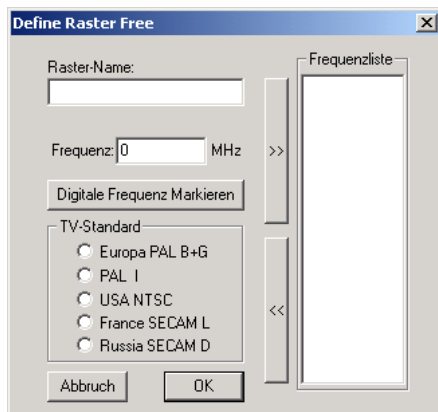 Define Raster Free
Raster-Name:
Frequenz: 0 MHz
Digitale Frequenz Markieren
TV-Standard
Europa PAL B+G
PAL I
USA NTSC
France SECAM L
Russia SECAM D
Abbruch
OK
>>
<<
Frequenzliste